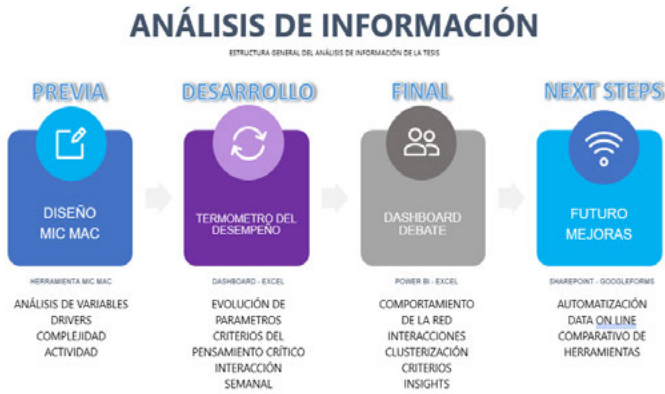 ANÁLISIS DE INFORMACIÓN
ESTRUCTURA GENERAL DEL ANÁLISIS DE INFORMACIÓN DE LA TESIS
PREVIA
DISEÑO
MIC MAC
HERRAMIENTA MIC MAC
ANÁLISIS DE VARIABLES
DRIVERS
COMPLEJIDAD
ACTIVIDAD
DESARROLLO
TERMOMETRO DEL
DESEMPEÑO
DASHBOARD - EXCEL
EVOLUCIÓN DE
PARAMETROS
CRITERIOS DEL
PENSAMIENTO CRÍTICO
INTERACCIÓN
SEMANAL
FINAL
DASHBOARD
DEBATE
POWER BI - EXCEL
COMPORTAMIENTO
DE LA RED
INTERACCIONES
CLUSTERIZACIÓN
CRITERIOS
INSIGHTS
NEXT STEPS
FUTURO
MEJORAS
SHAREPOINT - GOOGLEFORMS
AUTOMATIZACIÓN
DATA ON LINE
COMPARATIVO DE
HERRAMIENTAS